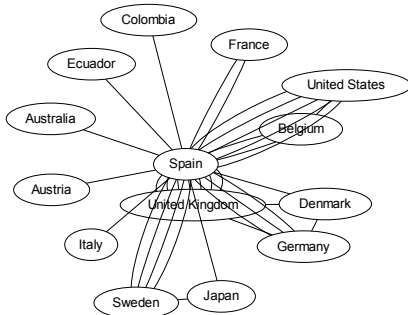 Colombia
France
Ecuador
United States
Australia
Belgium
Spain
Austria
United Kingdom
Denmark
Italy
Germany
Sweden
Japan